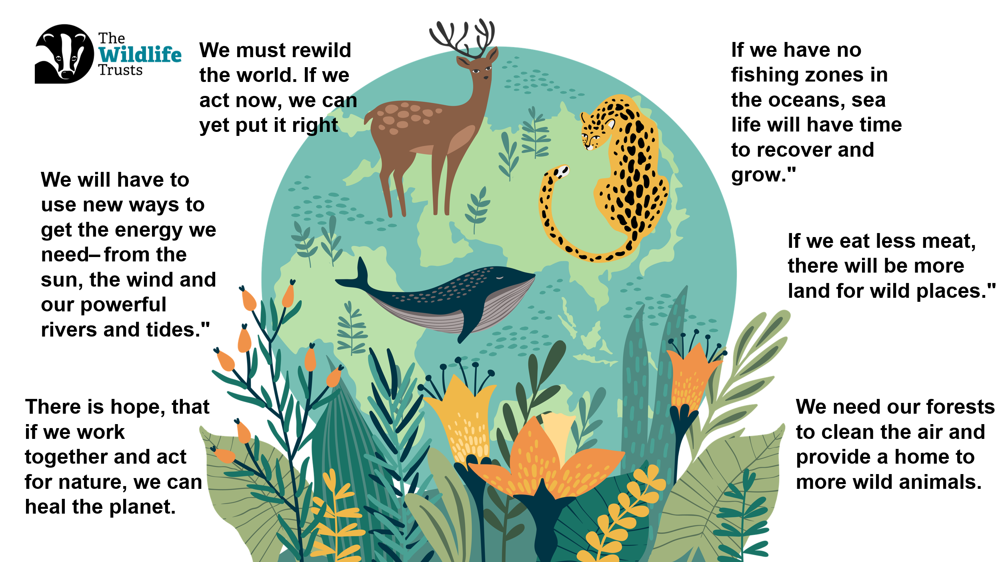 The
Wildlife
Trusts
We must rewild
the world. If we
act now, we can
yet put it right
If we have no
fishing zones in
the oceans, sea
life will have time
to recover and
grow."
We will have to
use new ways to
get the energy we
need– from the
sun, the wind and
our powerful
rivers and tides."
If we eat less meat,
there will be more
land for wild places."
There is hope, that
if we work
together and act
for nature, we can
heal the planet.
We need our forests
to clean the air and
provide a home to
more wild animals.